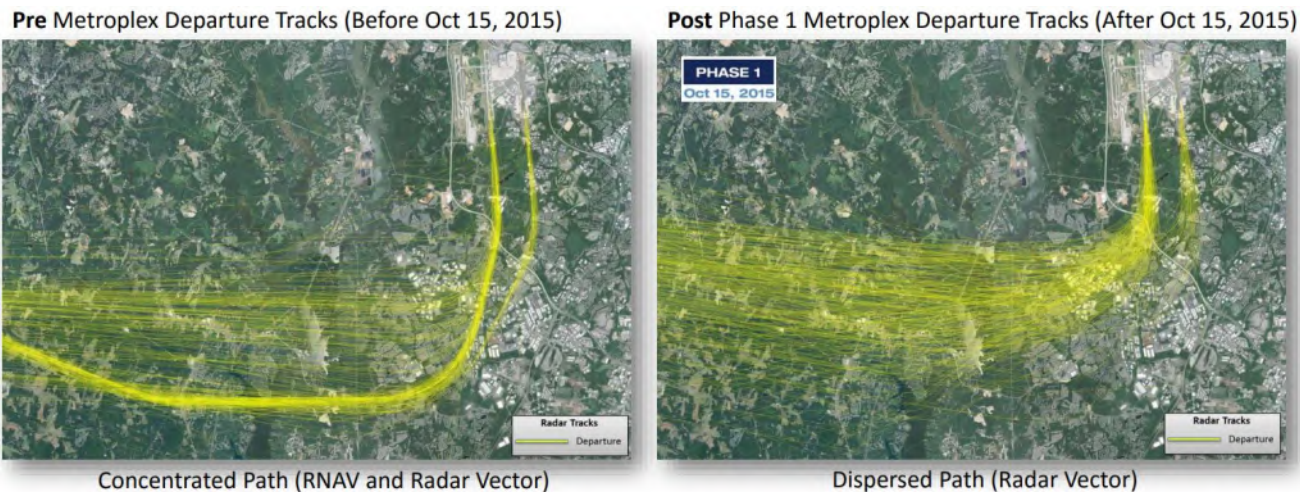 Pre Metroplex Departure Tracks (Before Oct 15, 2015)
Post Phase 1 Metroplex Departure Tracks (After Oct 15, 2015)
PHASE 1
Oct 15, 2015
Radar Tracks
Departure
Radar Tracks
Departure
Concentrated Path (RNAV and Radar Vector)
Dispersed Path (Radar Vector)